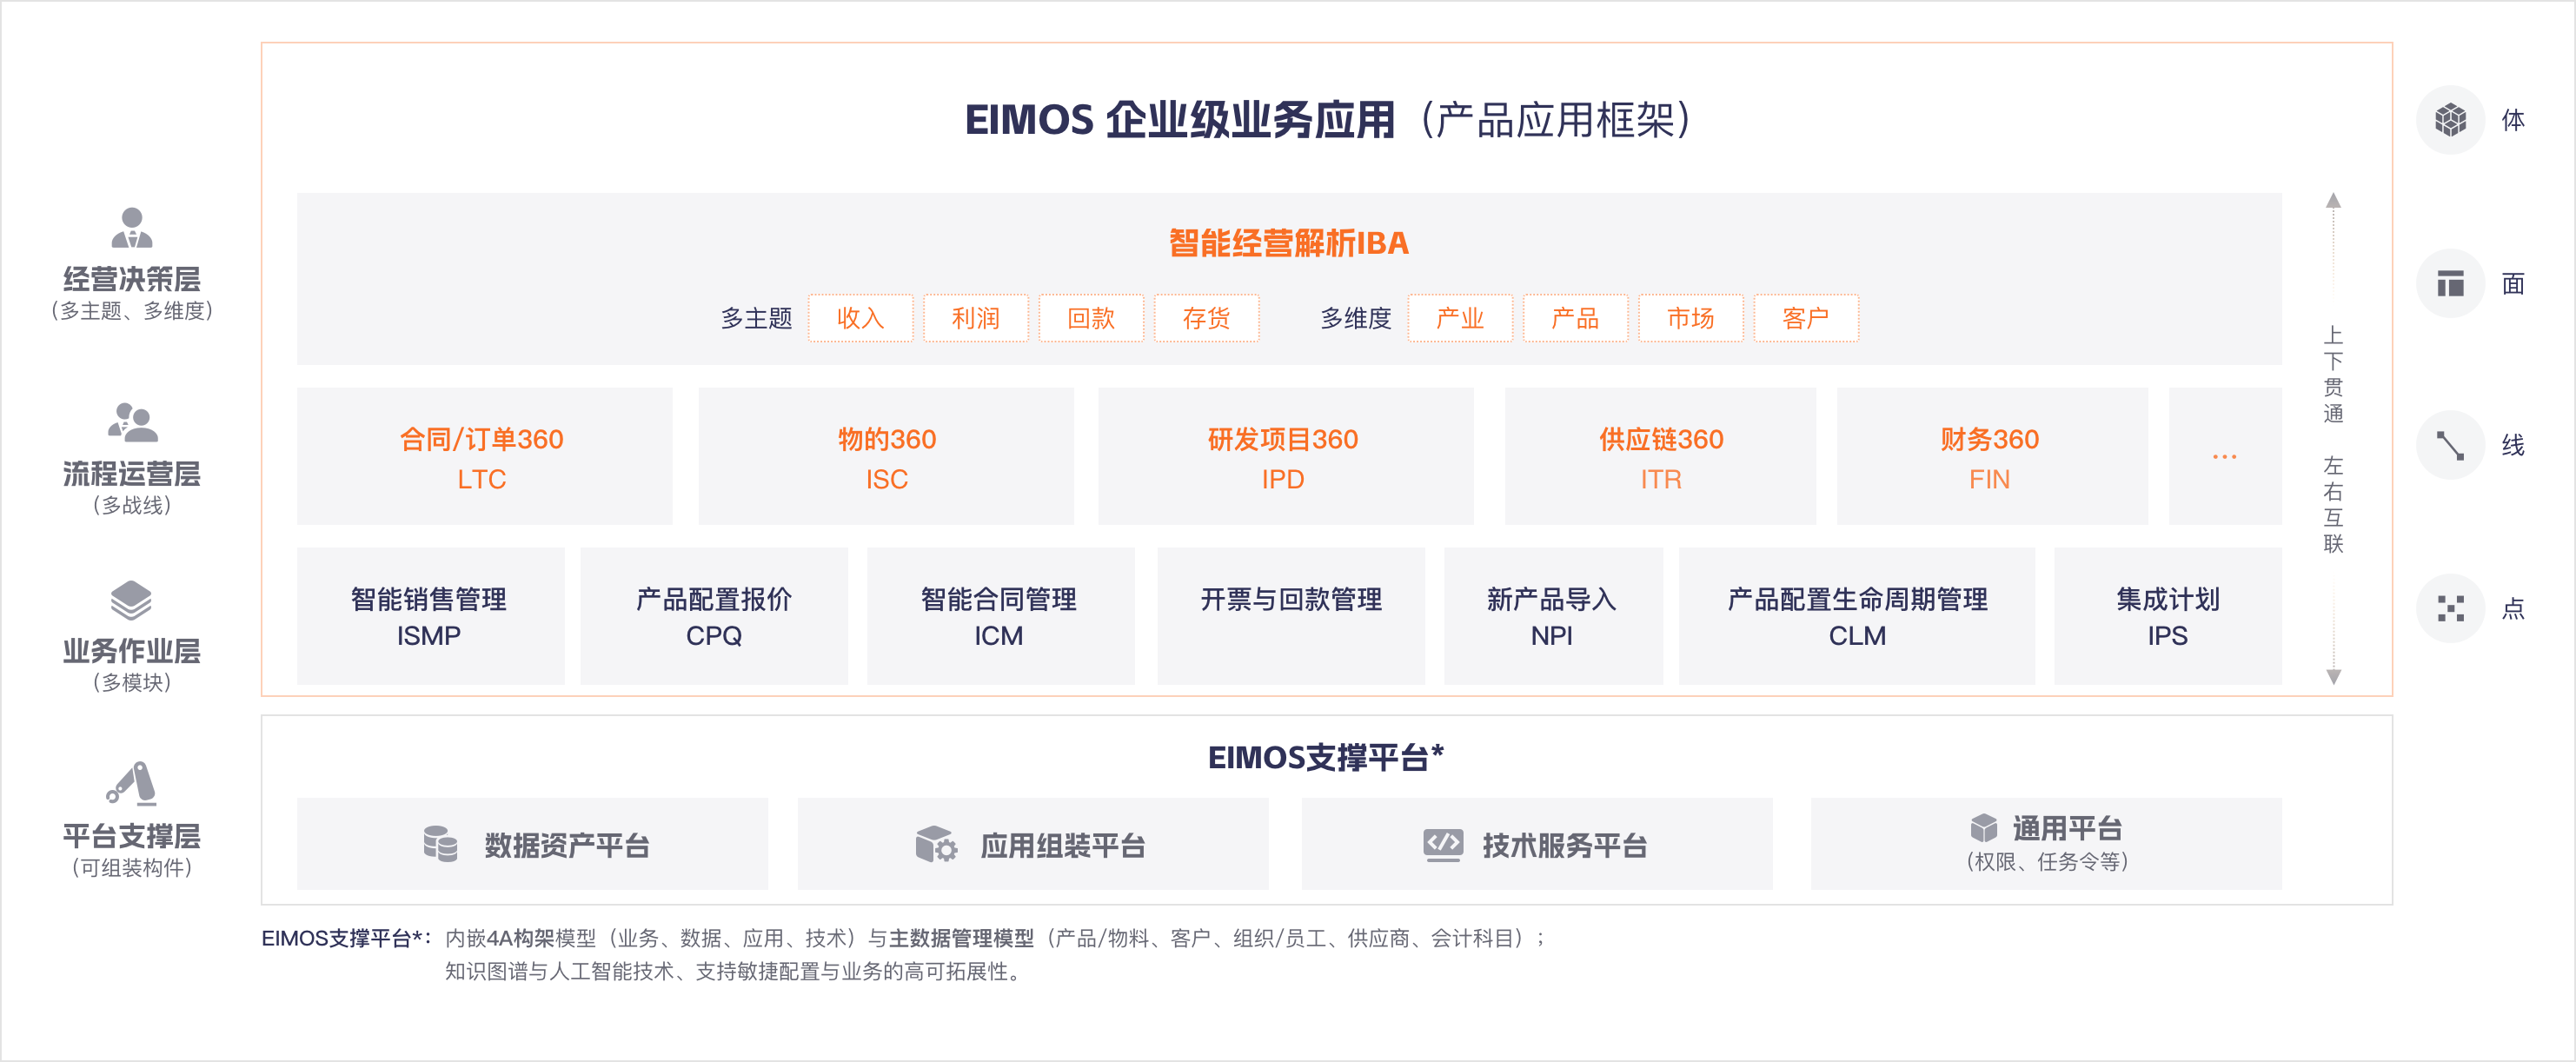 EIMOS 企业级业务应用（产品应用框架）
体
经营决策层
（多主题、多维度）
智能经营解析IBA
多主题 收入 利润 回款 存货 多维度 产业 产品 市场 客户
面
上下贯通 左右互联
流程运营层
（多战线）
合同/订单360
LTC
物的360
ISC
研发项目360
IPD
供应链360
ITR
财务360
FIN
...
线
业务作业层
（多模块）
智能销售管理
ISMP
产品配置报价
CPQ
智能合同管理
ICM
开票与回款管理
新产品导入
NPI
产品配置生命周期管理
CLM
集成计划
IPS
点
平台支撑层
（可组装构件）
EIMOS支撑平台*
数据资产平台
应用组装平台
技术服务平台
通用平台
（权限、任务令等）
EIMOS支撑平台*： 内嵌4A构架模型（业务、数据、应用、技术）与主数据管理模型（产品/物料、客户、组织/员工、供应商、会计科目）；
知识图谱与人工智能技术、支持敏捷配置与业务的高可拓展性。